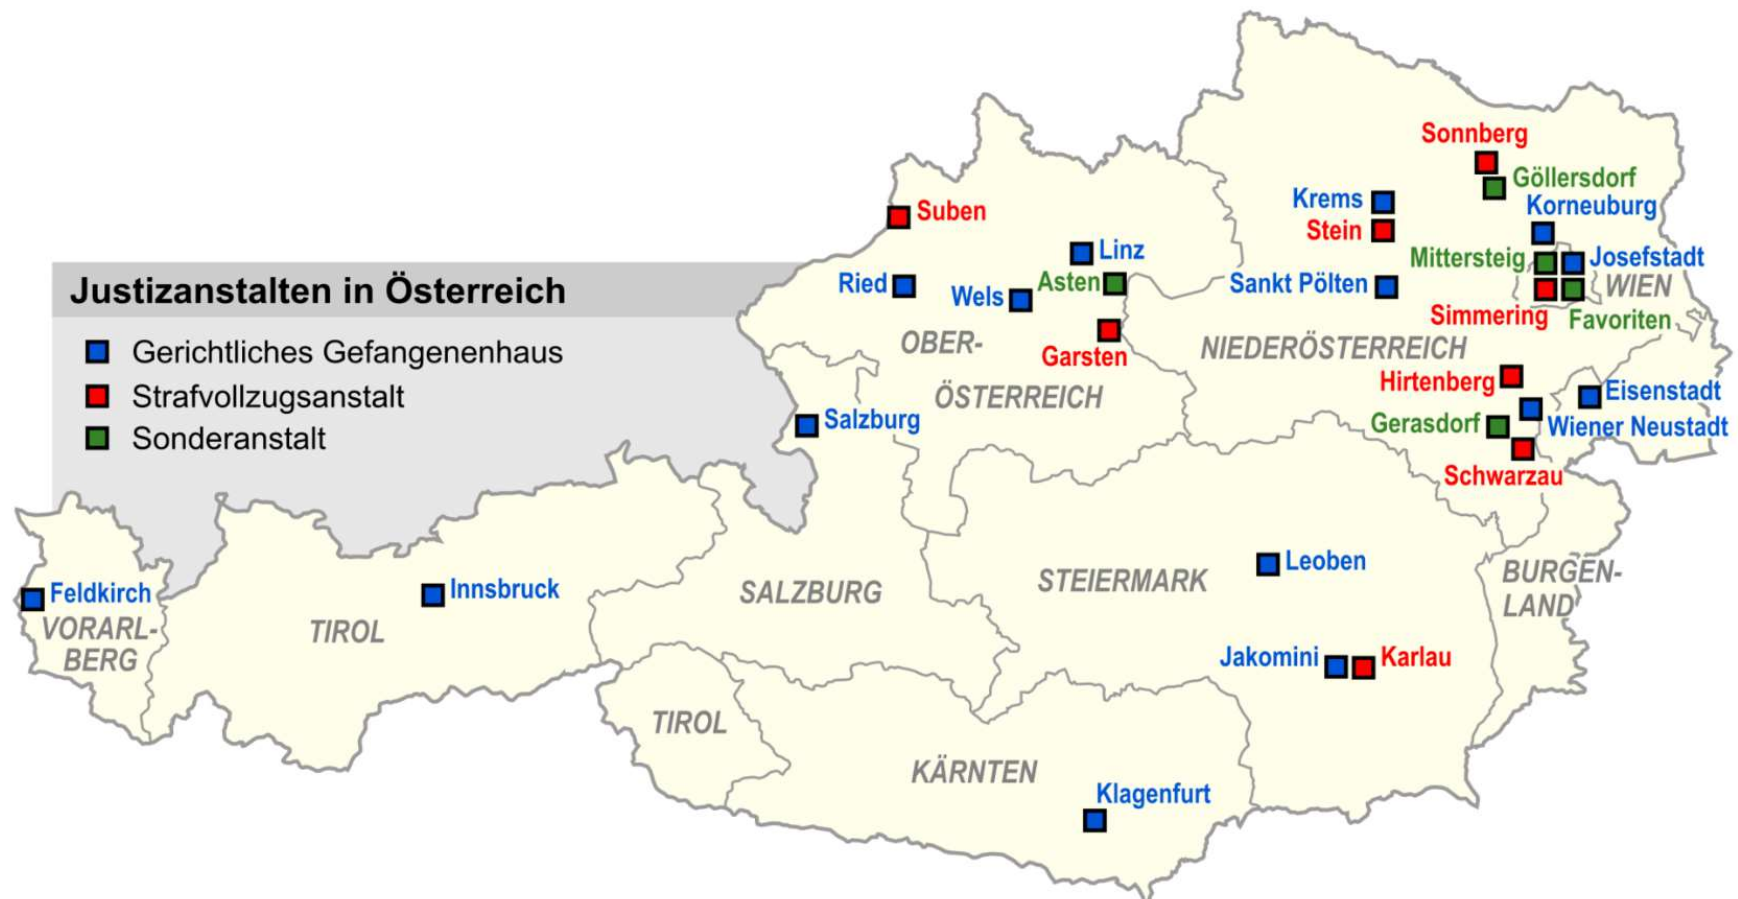 Justizanstalten in Österreich
Gerichtliches Gefangenenhaus
Strafvollzugsanstalt
Sonderanstalt
Sonnberg
Göllersdorf
Korneuburg
Krems
Stein
Mittersteig
Josefstadt
Sankt Pölten
WIEN
Simmering
Favoriten
Suben
Linz
Ried
Wels
Asten
Garsten
OBER-
ÖSTERREICH
NIEDERÖSTERREICH
Hirtenberg
Eisenstadt
Gerasdorf
Wiener Neustadt
Schwarzau
Salzburg
Feldkirch
VORARL-
BERG
Innsbruck
TIROL
SALZBURG
STEIERMARK
Leoben
BURGEN-
LAND
Jakomini
Karlau
TIROL
KÄRNTEN
Klagenfurt